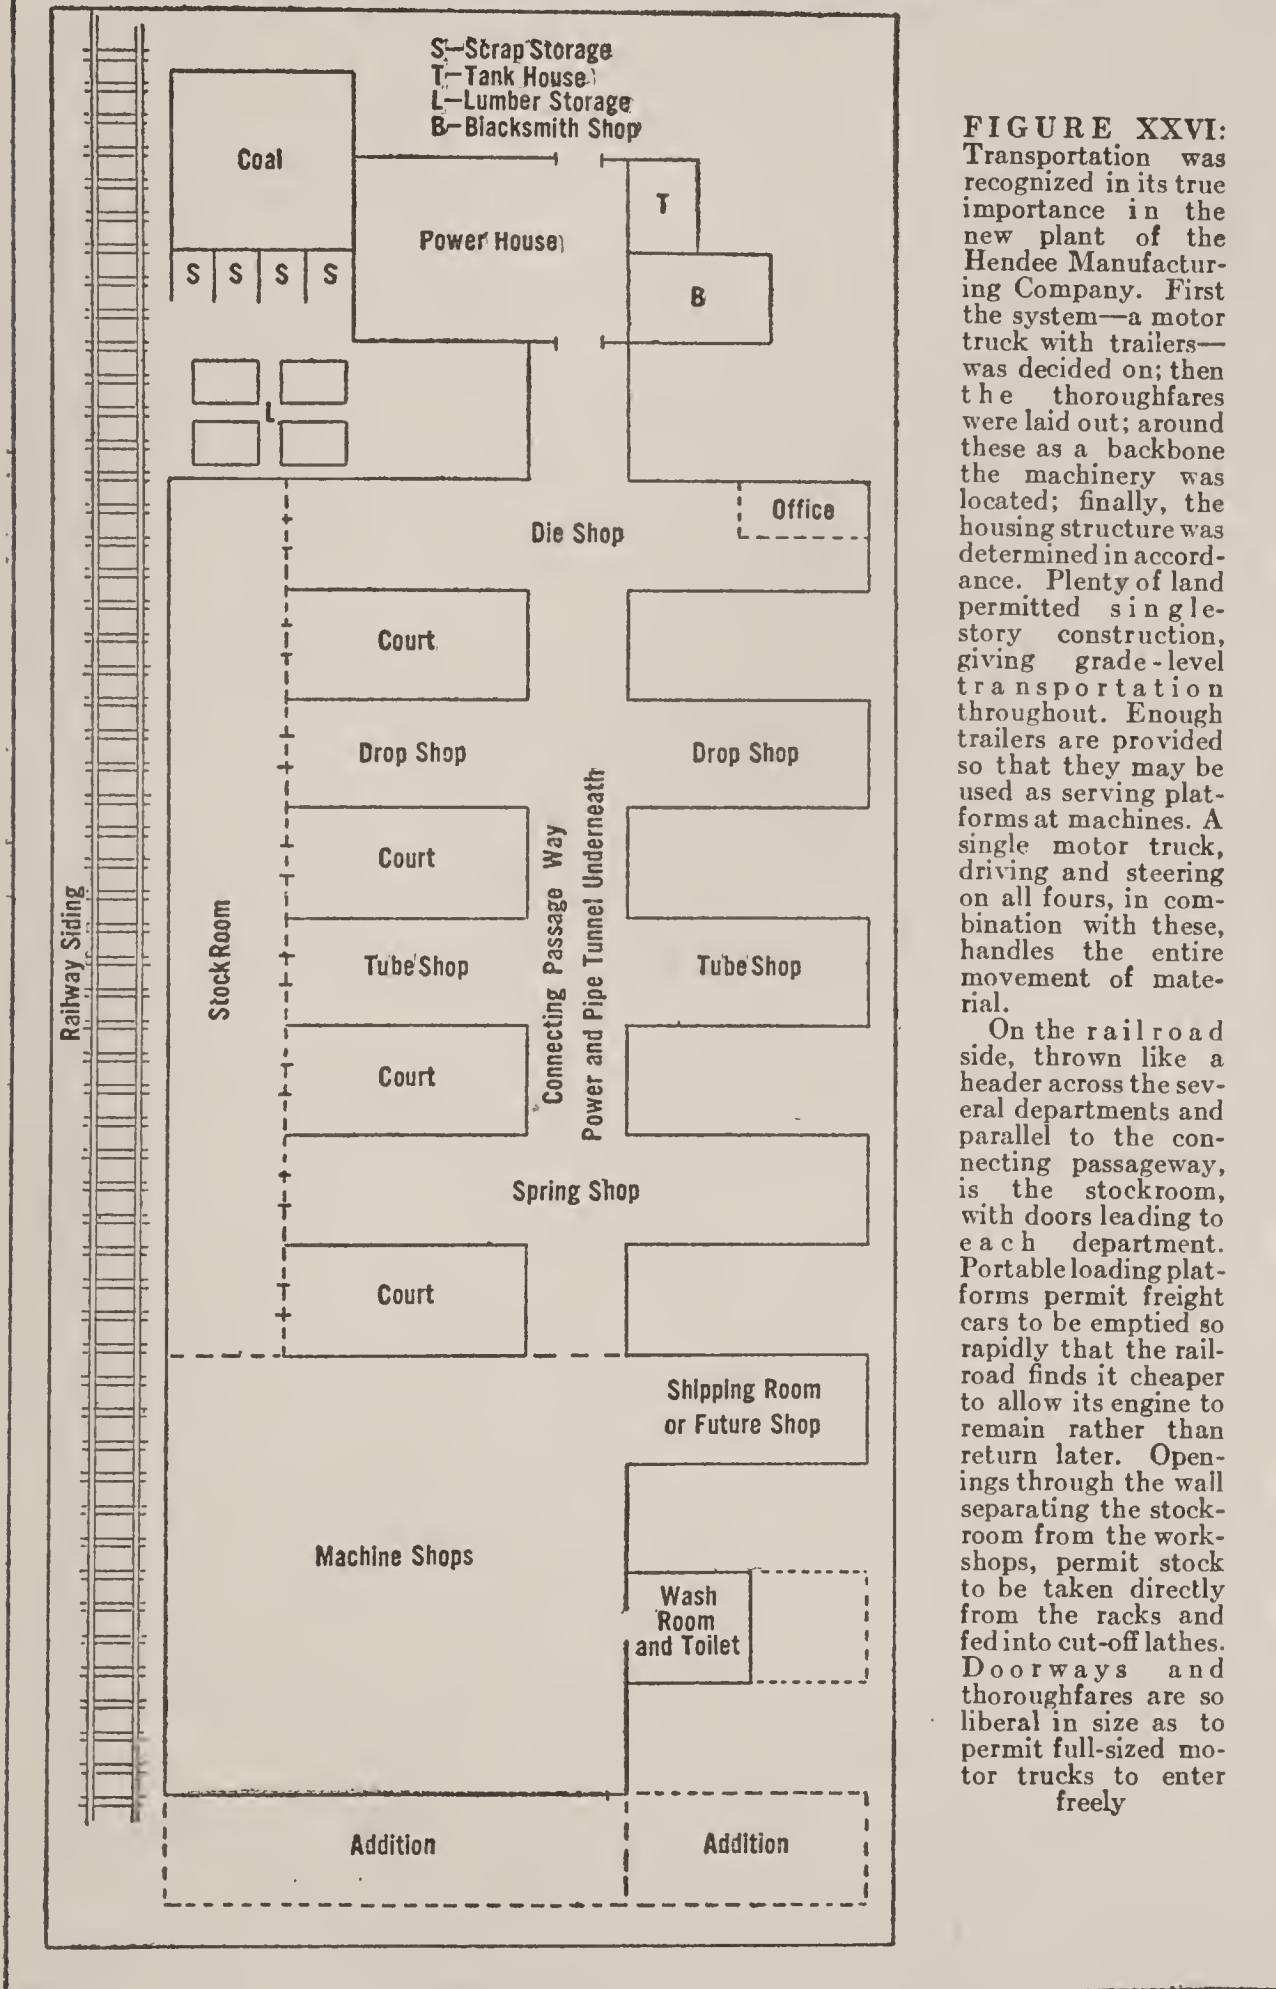 S—Scrap Storage
T—Tank House
L—Lumber Storage
B—Blacksmith Shop
Coal
T
Power House
S S S S
B
L
Office
Die Shop
Court
Drop Shop
Drop Shop
Court
Connecting Passage Way
Power and Pipe Tunnel Underneath
Railway Siding
Stock Room
Tube Shop
Tube Shop
Court
Spring Shop
Court
Shipping Room
or Future Shop
Machine Shops
Wash
Room
and Toilet
Addition
Addition
FIGURE XXVI:
Transportation was
recognized in its true
importance in the
new plant of the
Hendee Manufactur-
ing Company. First
the system—a motor
truck with trailers—
was decided on; then
the thoroughfares
were laid out; around
these as a backbone
the machinery was
located; finally, the
housing structure was
determined in accord-
ance. Plenty of land
permitted single-
story construction,
giving grade-level
transportation
throughout. Enough
trailers are provided
so that they may be
used as serving plat-
forms at machines. A
single motor truck,
driving and steering
on all fours, in com-
bination with these,
handles the entire
movement of mate-
rial.
On the railroad
side, thrown like a
header across the sev-
eral departments and
parallel to the con-
necting passageway,
is the stockroom,
with doors leading to
each department.
Portable loading plat-
forms permit freight
cars to be emptied so
rapidly that the rail-
road finds it cheaper
to allow its engine to
remain rather than
return later. Open-
ings through the wall
separating the stock-
room from the work-
shops, permit stock
to be taken directly
from the racks and
fed into cut-off lathes.
Doorways and
thoroughfares are so
liberal in size as to
permit full-sized mo-
tor trucks to enter
freely